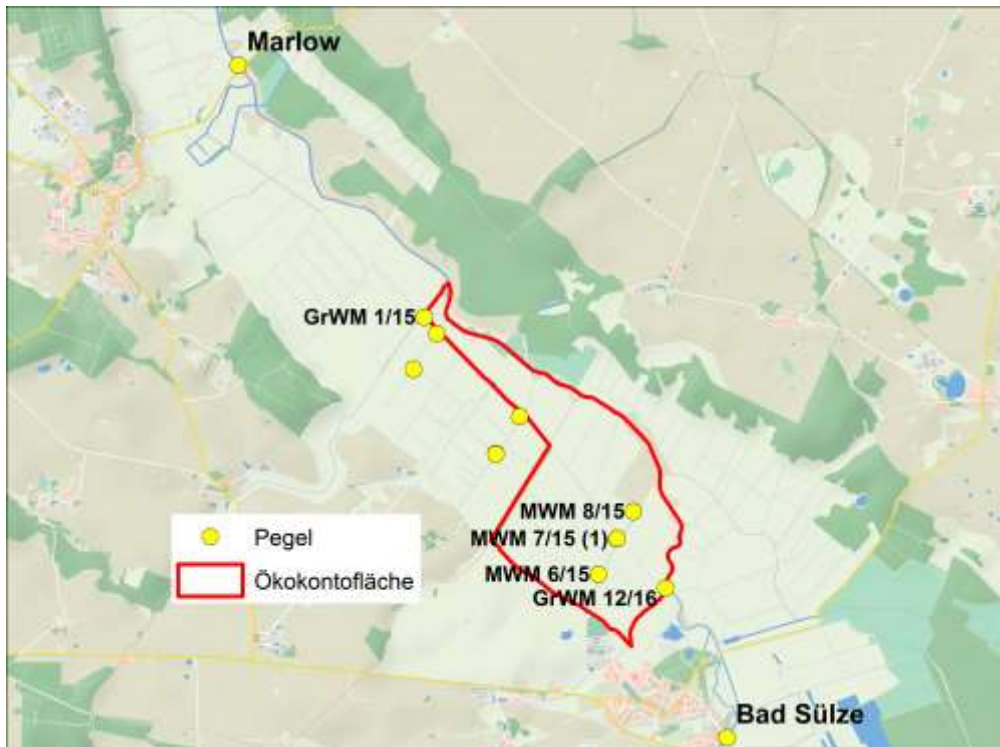 Marlow
GrWM 1/15
MWM 8/15
MWM 7/15 (1)
MWM 6/15
GrWM 12/16
Pegel
Ökokontofläche
Bad Sülze